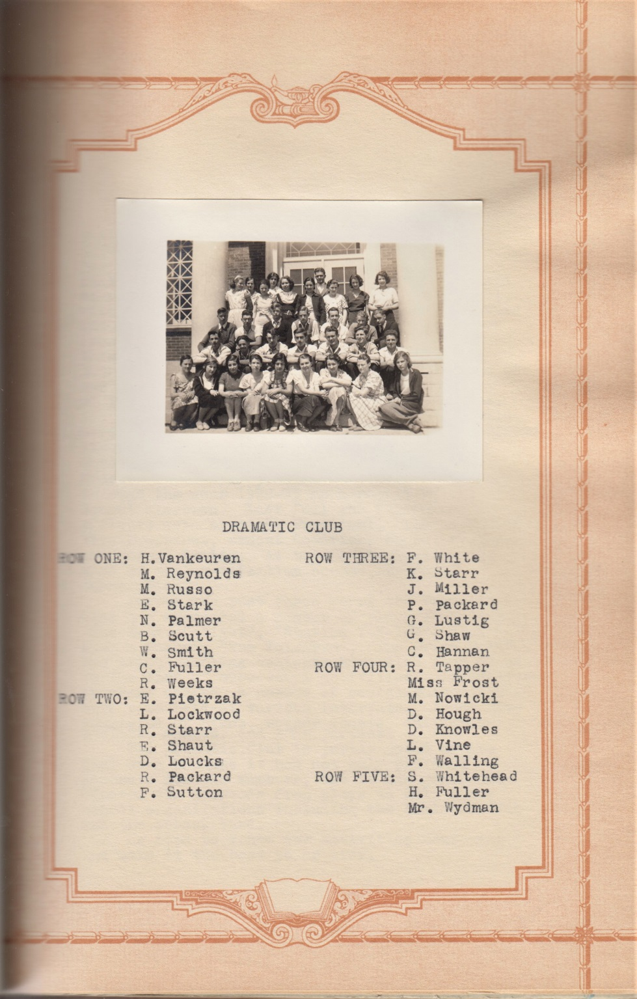 DRAMATIC CLUB
ROW ONE: H.Vankeuren
M. Reynolds
M. Russo
E. Stark
N. Palmer
B. Scutt
W. Smith
C. Fuller
R. Weeks
ROW TWO: E. Pietrzak
L. Lockwood
R. Starr
E. Shaut
D. Loucks
R. Packard
F. Sutton
ROW THREE: F. White
K. Starr
J. Miller
P. Packard
G. Lustig
G. Shaw
C. Hannan
ROW FOUR: R. Tapper
Miss Frost
M. Nowicki
D. Hough
D. Knowles
L. Vine
F. Walling
ROW FIVE: S. Whitehead
H. Fuller
Mr. Wydman